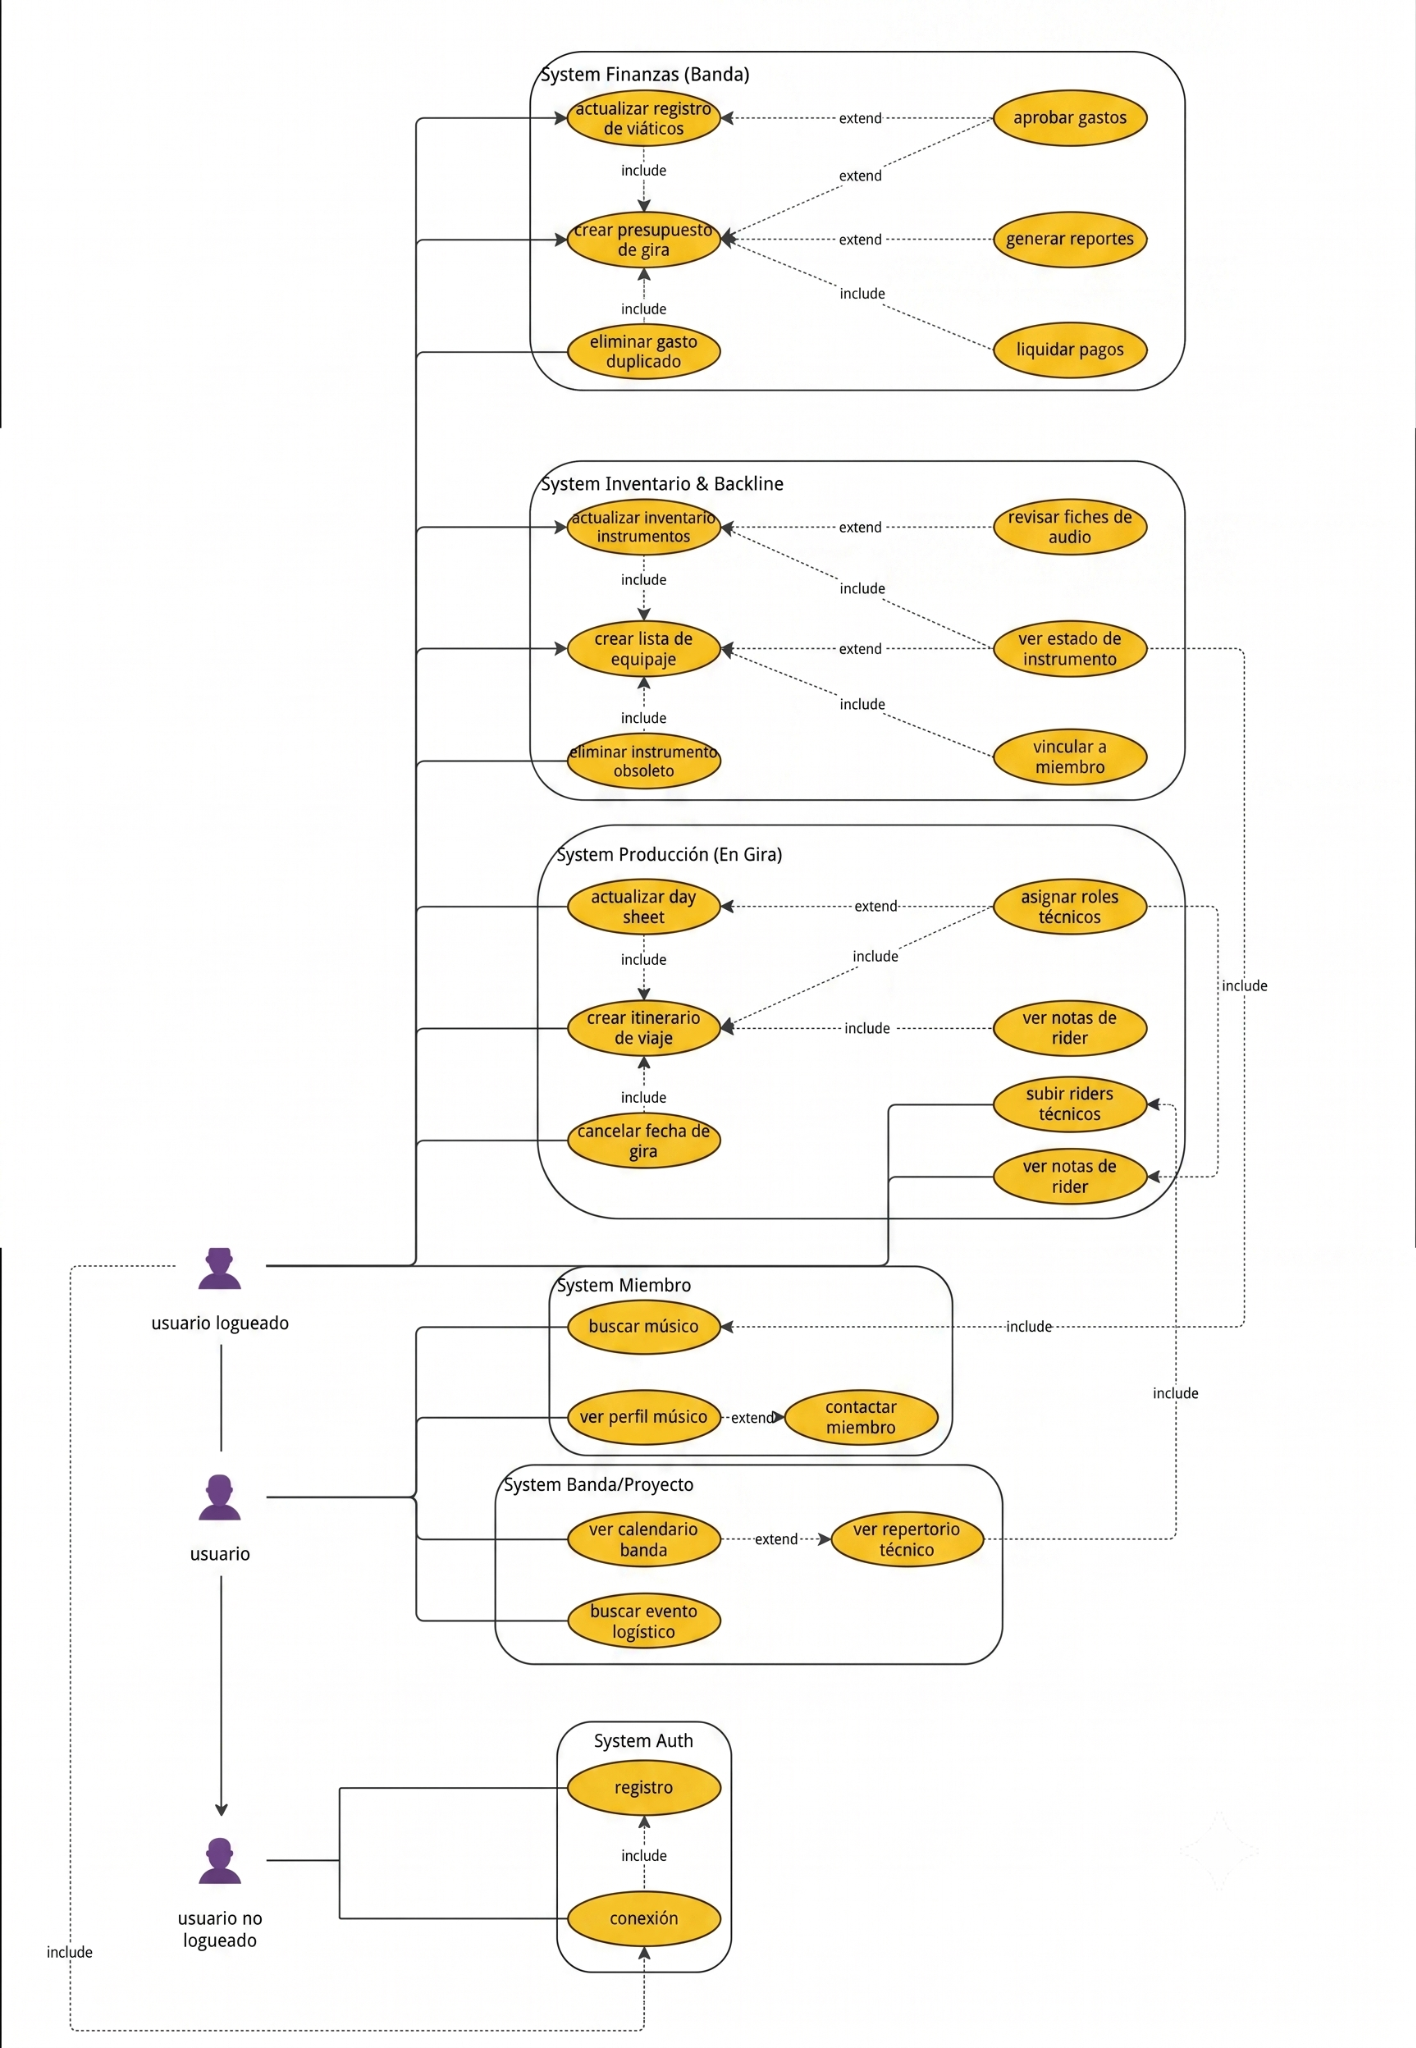 System Finanzas (Banda)
actualizar registro
de viáticos
extend
aprobar gastos
include
extend
crear presupuesto
de gira
extend
generar reportes
include
include
eliminar gasto
duplicado
liquidar pagos
System Inventario & Backline
actualizar inventario
instrumentos
extend
revisar fiches de
audio
include
include
crear lista de
equipaje
extend
ver estado de
instrumento
include
include
eliminar instrumento
obsoleto
vincular a
miembro
System Producción (En Gira)
actualizar day
sheet
extend
asignar roles
técnicos
include
include
include
crear itinerario
de viaje
include
ver notas de
rider
include
subir riders
técnicos
cancelar fecha de
gira
ver notas de
rider
usuario logueado
System Miembro
buscar músico
include
include
ver perfil músico
extend
contactar
miembro
usuario
System Banda/Proyecto
ver calendario
banda
extend
ver repertorio
técnico
buscar evento
logístico
System Auth
registro
include
conexión
usuario no
logueado
include